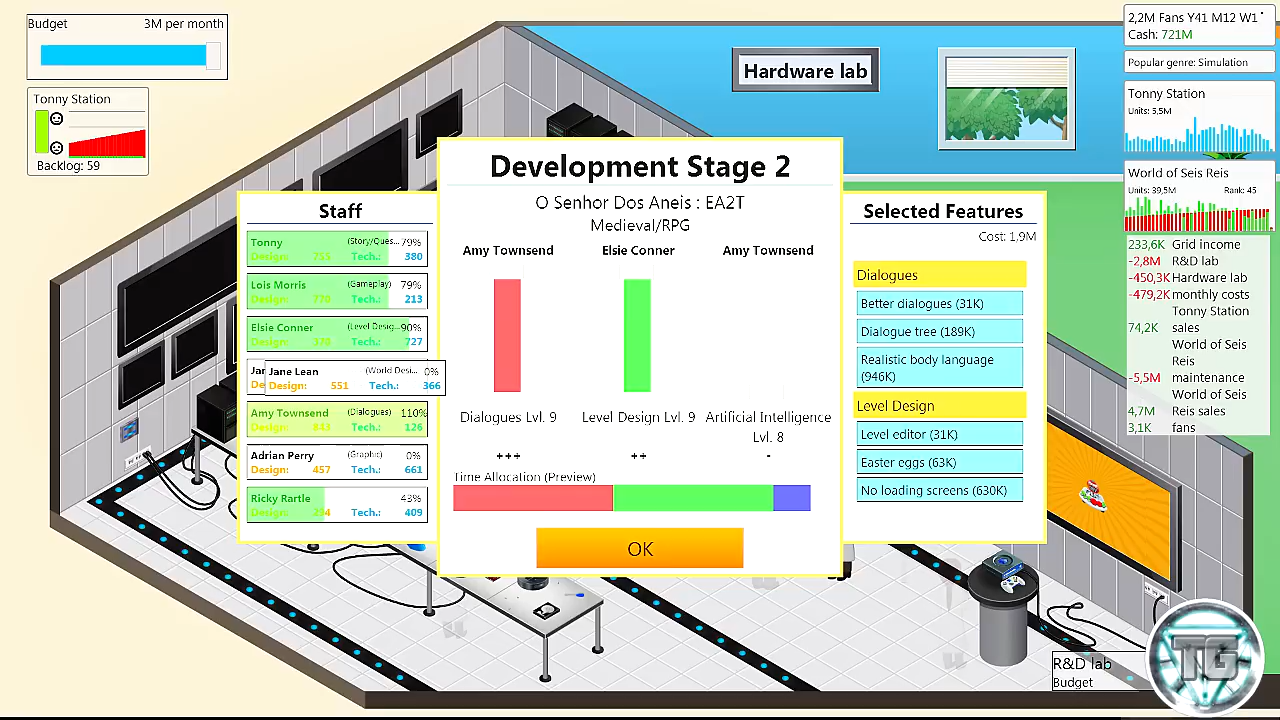 Budget 3M per month
Tonny Station
Backlog: 59
Hardware lab
2,2M Fans Y41 M12 W1
Cash: 721M
Popular genre: Simulation
Tonny Station
Units: 5,5M
World of Seis Reis
Units: 39,5M Rank: 45
233,6K Grid income
-2,8M R&D lab
-450,3K Hardware lab
-479,2K monthly costs
Tonny Station
74,2K sales
World of Seis
Reis
-5,5M maintenance
World of Seis
4,7M Reis sales
3,1K fans
Staff
Tonny (Story/Ques... 79%
Design: 755 Tech.: 380
Lois Morris (Gameplay) 79%
Design: 770 Tech.: 213
Elsie Conner (Level Desig... 90%
Design: 370 Tech.: 727
Jane Lean (World Desi... 0%
Design: 551 Tech.: 366
Amy Townsend (Dialogues) 110%
Design: 843 Tech.: 126
Adrian Perry (Graphic) 0%
Design: 457 Tech.: 661
Ricky Rartle 43%
Design: 294 Tech.: 409
Development Stage 2
O Senhor Dos Aneis : EA2T
Medieval/RPG
Amy Townsend Elsie Conner Amy Townsend
Dialogues Lvl. 9 Level Design Lvl. 9 Artificial Intelligence
Lvl. 8
+++ ++ -
Time Allocation (Preview)
OK
Selected Features
Cost: 1,9M
Dialogues
Better dialogues (31K)
Dialogue tree (189K)
Realistic body language
(946K)
Level Design
Level editor (31K)
Easter eggs (63K)
No loading screens (630K)
R&D lab
Budget
TG